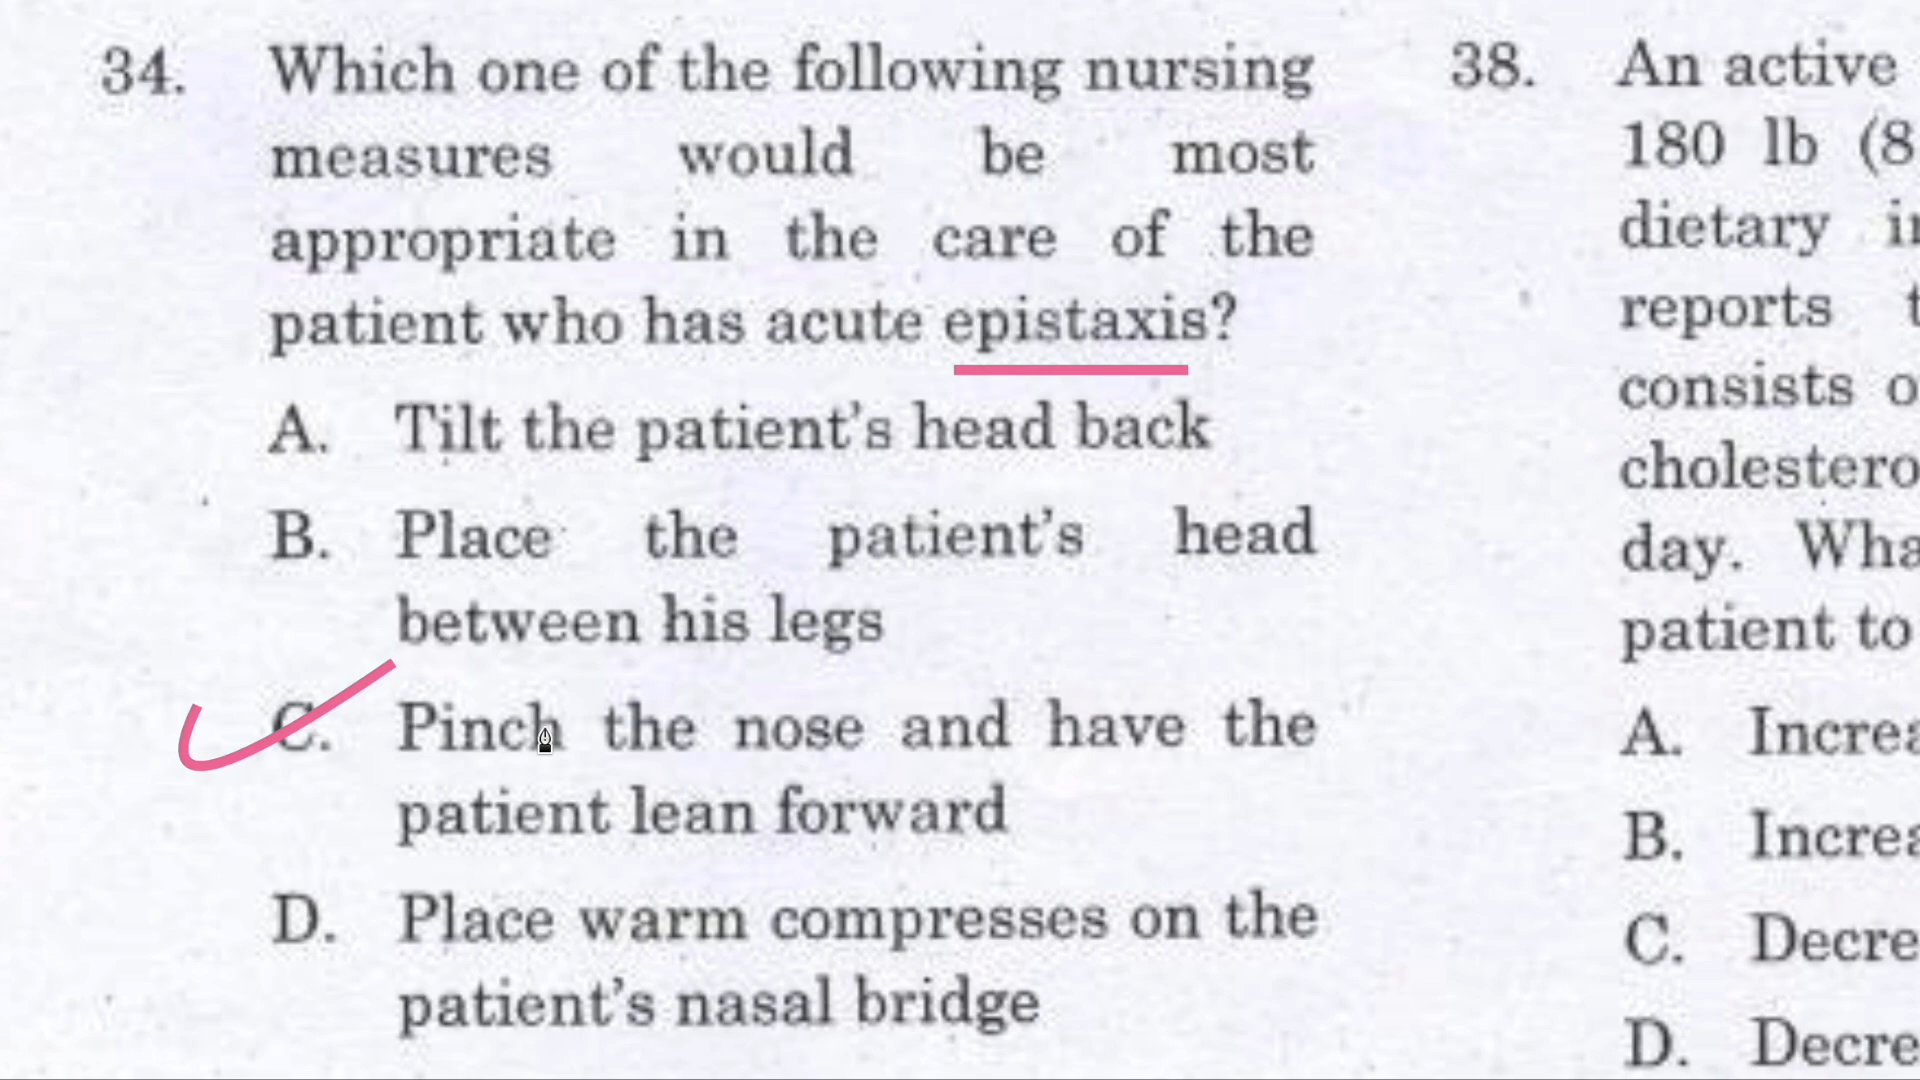 34. Which one of the following nursing
measures would be most
appropriate in the care of the
patient who has acute epistaxis?
A. Tilt the patient's head back
B. Place the patient's head
between his legs
C. Pinch the nose and have the
patient lean forward
D. Place warm compresses on the
patient's nasal bridge
38. An active
180 lb (8
dietary
reports
consists
day.
patient to
A.
B.
C.
D.